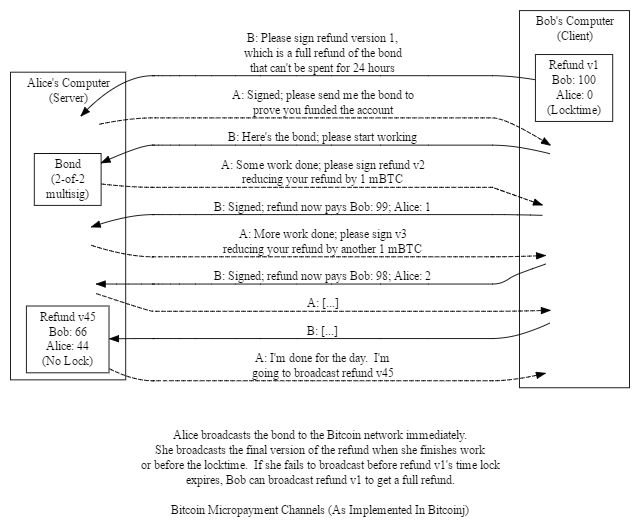 Bob's Computer
(Client)
B: Please sign refund version 1,
which is a full refund of the bond
that can't be spent for 24 hours
Refund v1
Bob: 100
Alice: 0
(Locktime)
Alice's Computer
(Server)
A: Signed; please send me the bond to
prove you funded the account
B: Here's the bond; please start working
Bond
(2-of-2
multisig)
A: Some work done; please sign refund v2
reducing your refund by 1 mBTC
B: Signed; refund now pays Bob: 99; Alice: 1
A: More work done; please sign v3
reducing your refund by another 1 mBTC
B: Signed; refund now pays Bob: 98; Alice: 2
A: [...]
Refund v45
Bob: 66
Alice: 44
(No Lock)
B: [...]
A: I'm done for the day. I'm
going to broadcast refund v45
Alice broadcasts the bond to the Bitcoin network immediately.
She broadcasts the final version of the refund when she finishes work
or before the locktime. If she fails to broadcast before refund v1's time lock
expires, Bob can broadcast refund v1 to get a full refund.
Bitcoin Micropayment Channels (As Implemented In Bitcoinj)